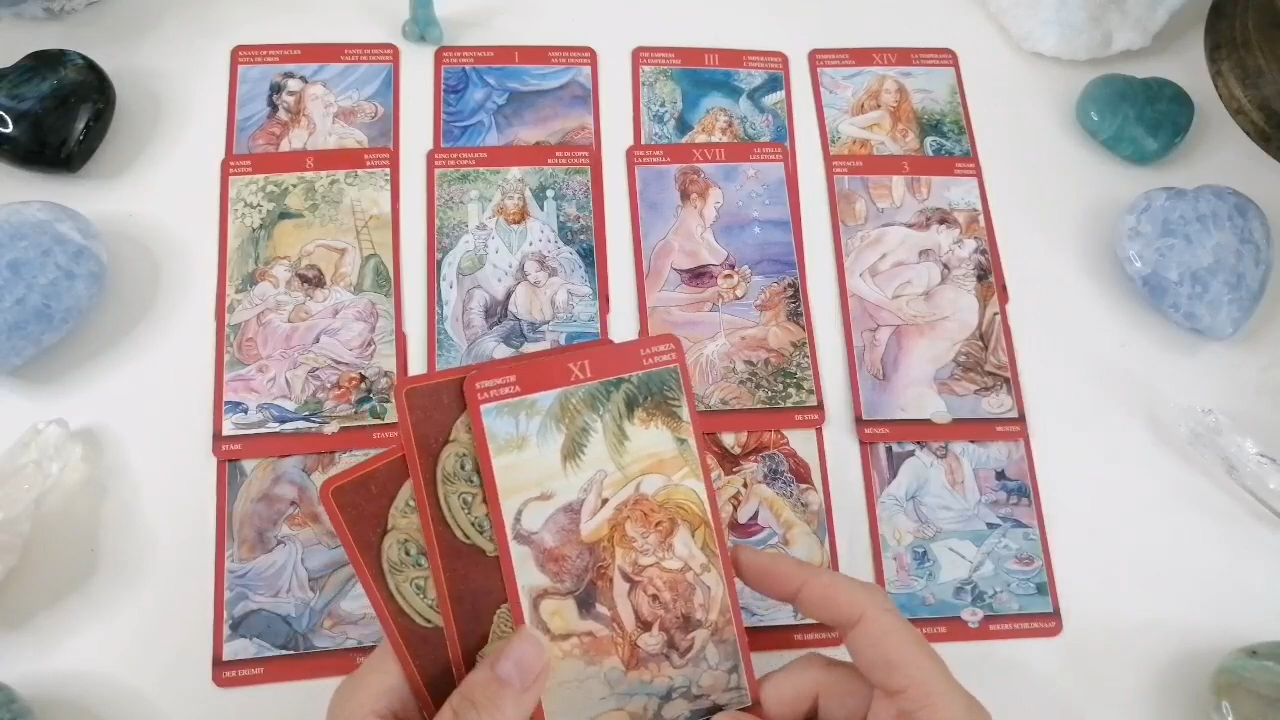 KNAVE OF PENTACLES
SOTA DE OROS
FANTE DI DENARI
VALET DE DENIERS
ACE OF PENTACLES
AS DE OROS
I
ASSO DI DENARI
AS DE DENIERS
THE EMPRESS
LA EMPERATRIZ
III
L'IMPERATRICE
L'IMPÉRATRICE
TEMPERANCE
LA TEMPLANZA
XIV
LA TEMPERANZA
LA TEMPERANCE
WANDS
BASTOS
8
BASTONI
BÂTONS
KING OF CHALICES
REY DE COPAS
RE DI COPPE
ROI DE COUPES
THE STARS
LA ESTRELLA
XVII
LE STELLE
LES ÉTOILES
PENTACLES
OROS
3
DENARI
DENIERS
STRENGTH
LA FUERZA
XI
LA FORZA
LA FORCE
STÄBE
STAVEN
DE STER
MÜNZEN
MUNTEN
DER EREMIT
DE HIËROFANT
KELCHE
BEKERS SCHILDKNAAP